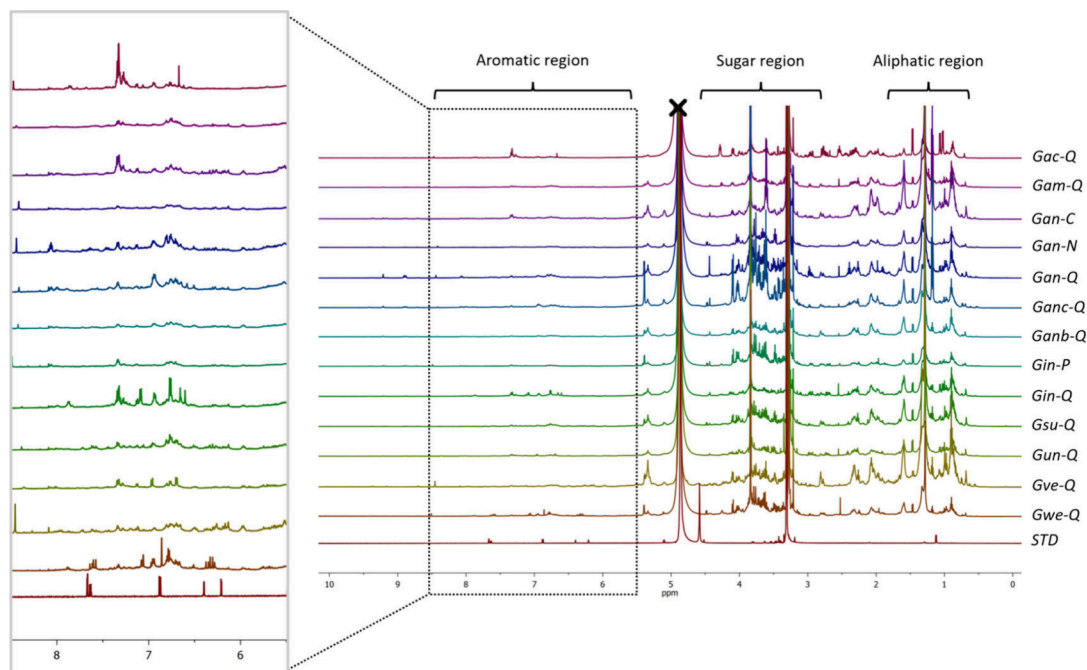 Aromatic region
Sugar region
Aliphatic region
Gac-Q
Gam-Q
Gan-C
Gan-N
Gan-Q
Ganc-Q
Ganb-Q
Gin-P
Gin-Q
Gsu-Q
Gun-Q
Gve-Q
Gwe-Q
STD
10 9 8 7 6 5 4 3 2 1 0
ppm
8 7 6